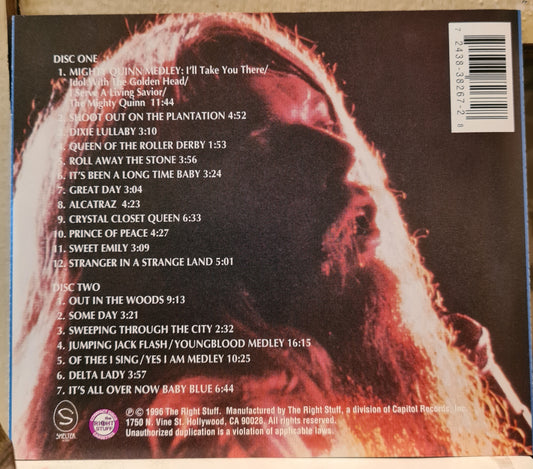 DISC ONE
1. MIGHTY QUINN MEDLEY: I'll Take You There/
Idol With The Golden Head/
I Serve A Living Savior/
The Mighty Quinn 11:44
2. SHOOT OUT ON THE PLANTATION 4:52
3. DIXIE LULLABY 3:10
4. QUEEN OF THE ROLLER DERBY 1:53
5. ROLL AWAY THE STONE 3:56
6. IT'S BEEN A LONG TIME BABY 3:24
7. GREAT DAY 3:04
8. ALCATRAZ 4:23
9. CRYSTAL CLOSET QUEEN 6:33
10. PRINCE OF PEACE 4:27
11. SWEET EMILY 3:09
12. STRANGER IN A STRANGE LAND 5:01
DISC TWO
1. OUT IN THE WOODS 9:13
2. SOME DAY 3:21
3. SWEEPING THROUGH THE CITY 2:32
4. JUMPING JACK FLASH/YOUNGBLOOD MEDLEY 16:15
5. OF THEE I SING/YES I AM MEDLEY 10:25
6. DELTA LADY 3:51
7. IT'S ALL OVER NOW BABY BLUE 6:44
S
SHELTER
THE
RIGHT
STUFF
℗ © 1996 The Right Stuff. Manufactured by The Right Stuff, a division of Capitol Records, Inc.
1750 N. Vine St. Hollywood, CA 90028. All rights reserved.
Unauthorized duplication is a violation of applicable laws.
7 2438-38267-2 8